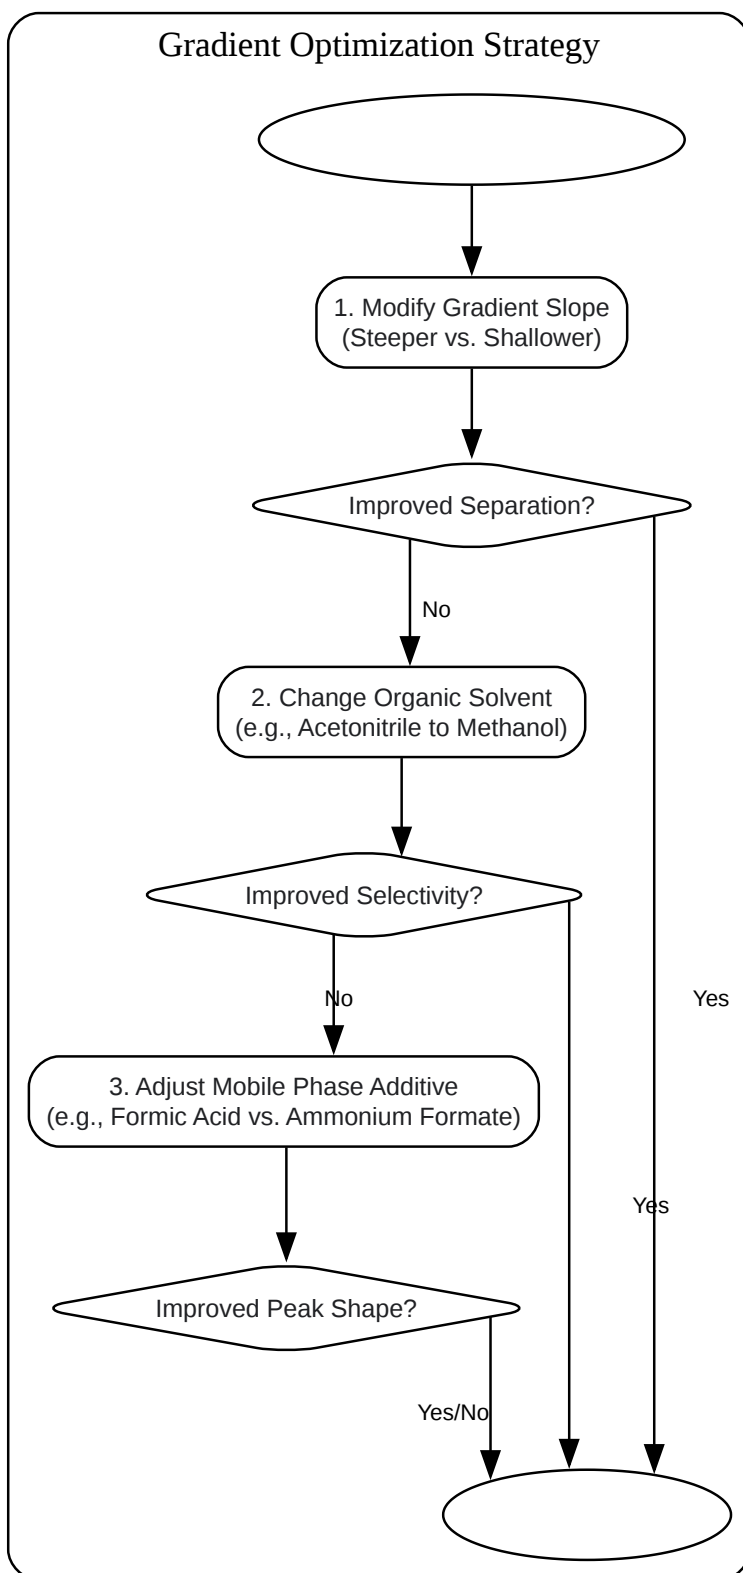 Gradient Optimization Strategy
1. Modify Gradient Slope
(Steeper vs. Shallower)
Improved Separation?
No
2. Change Organic Solvent
(e.g., Acetonitrile to Methanol)
Improved Selectivity?
No
Yes
3. Adjust Mobile Phase Additive
(e.g., Formic Acid vs. Ammonium Formate)
Yes
Improved Peak Shape?
Yes/No